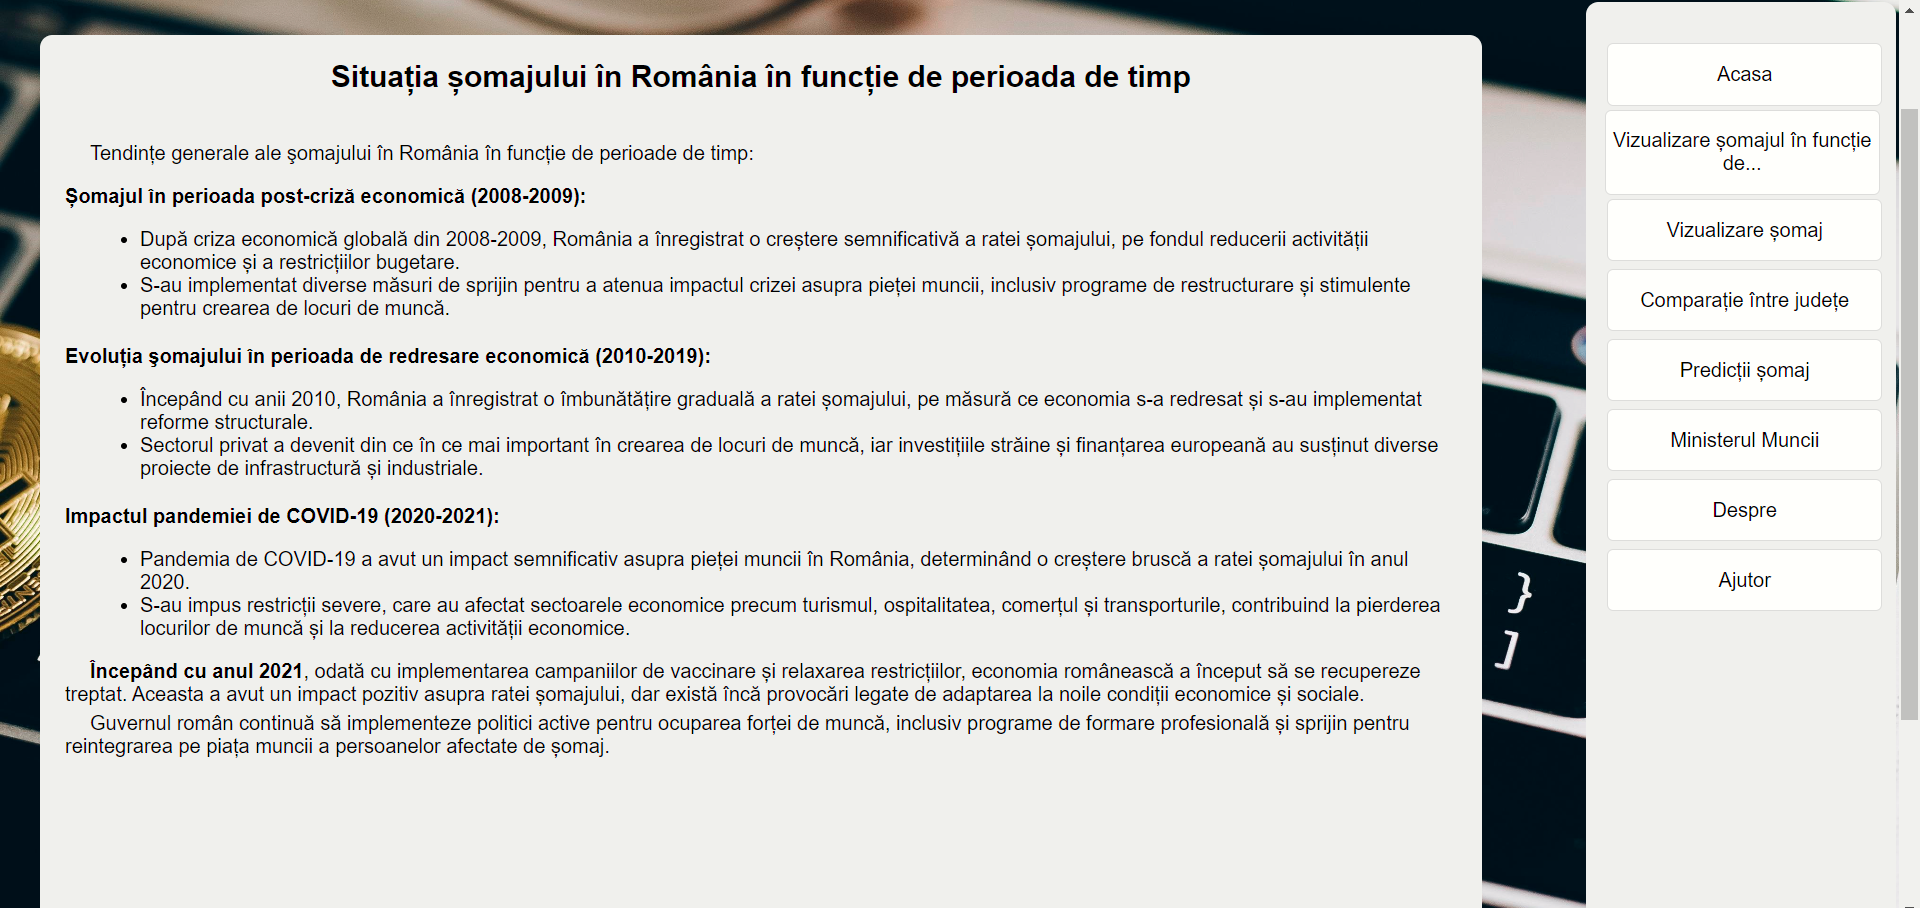 Situația șomajului în România în funcție de perioada de timp
Tendințe generale ale şomajului în România în funcție de perioade de timp:
Șomajul în perioada post-criză economică (2008-2009):
• După criza economică globală din 2008-2009, România a înregistrat o creștere semnificativă a ratei șomajului, pe fondul reducerii activității
economice și a restricțiilor bugetare.
• S-au implementat diverse măsuri de sprijin pentru a atenua impactul crizei asupra pieței muncii, inclusiv programe de restructurare și stimulente
pentru crearea de locuri de muncă.
Evoluția şomajului în perioada de redresare economică (2010-2019):
• Începând cu anii 2010, România a înregistrat o îmbunătățire graduală a ratei șomajului, pe măsură ce economia s-a redresat și s-au implementat
reforme structurale.
• Sectorul privat a devenit din ce în ce mai important în crearea de locuri de muncă, iar investițiile străine și finanțarea europeană au susținut diverse
proiecte de infrastructură și industriale.
Impactul pandemiei de COVID-19 (2020-2021):
• Pandemia de COVID-19 a avut un impact semnificativ asupra pieței muncii în România, determinând o creștere bruscă a ratei șomajului în anul
2020.
• S-au impus restricții severe, care au afectat sectoarele economice precum turismul, ospitalitatea, comerțul și transporturile, contribuind la pierderea
locurilor de muncă și la reducerea activității economice.
Începând cu anul 2021, odată cu implementarea campaniilor de vaccinare și relaxarea restricțiilor, economia românească a început să se recupereze
treptat. Aceasta a avut un impact pozitiv asupra ratei șomajului, dar există încă provocări legate de adaptarea la noile condiții economice și sociale.
Guvernul român continuă să implementeze politici active pentru ocuparea forței de muncă, inclusiv programe de formare profesională și sprijin pentru
reintegrarea pe piața muncii a persoanelor afectate de șomaj.
Acasa
Vizualizare șomajul în funcție
de...
Vizualizare șomaj
Comparație între județe
Predicții șomaj
Ministerul Muncii
Despre
Ajutor
}
]